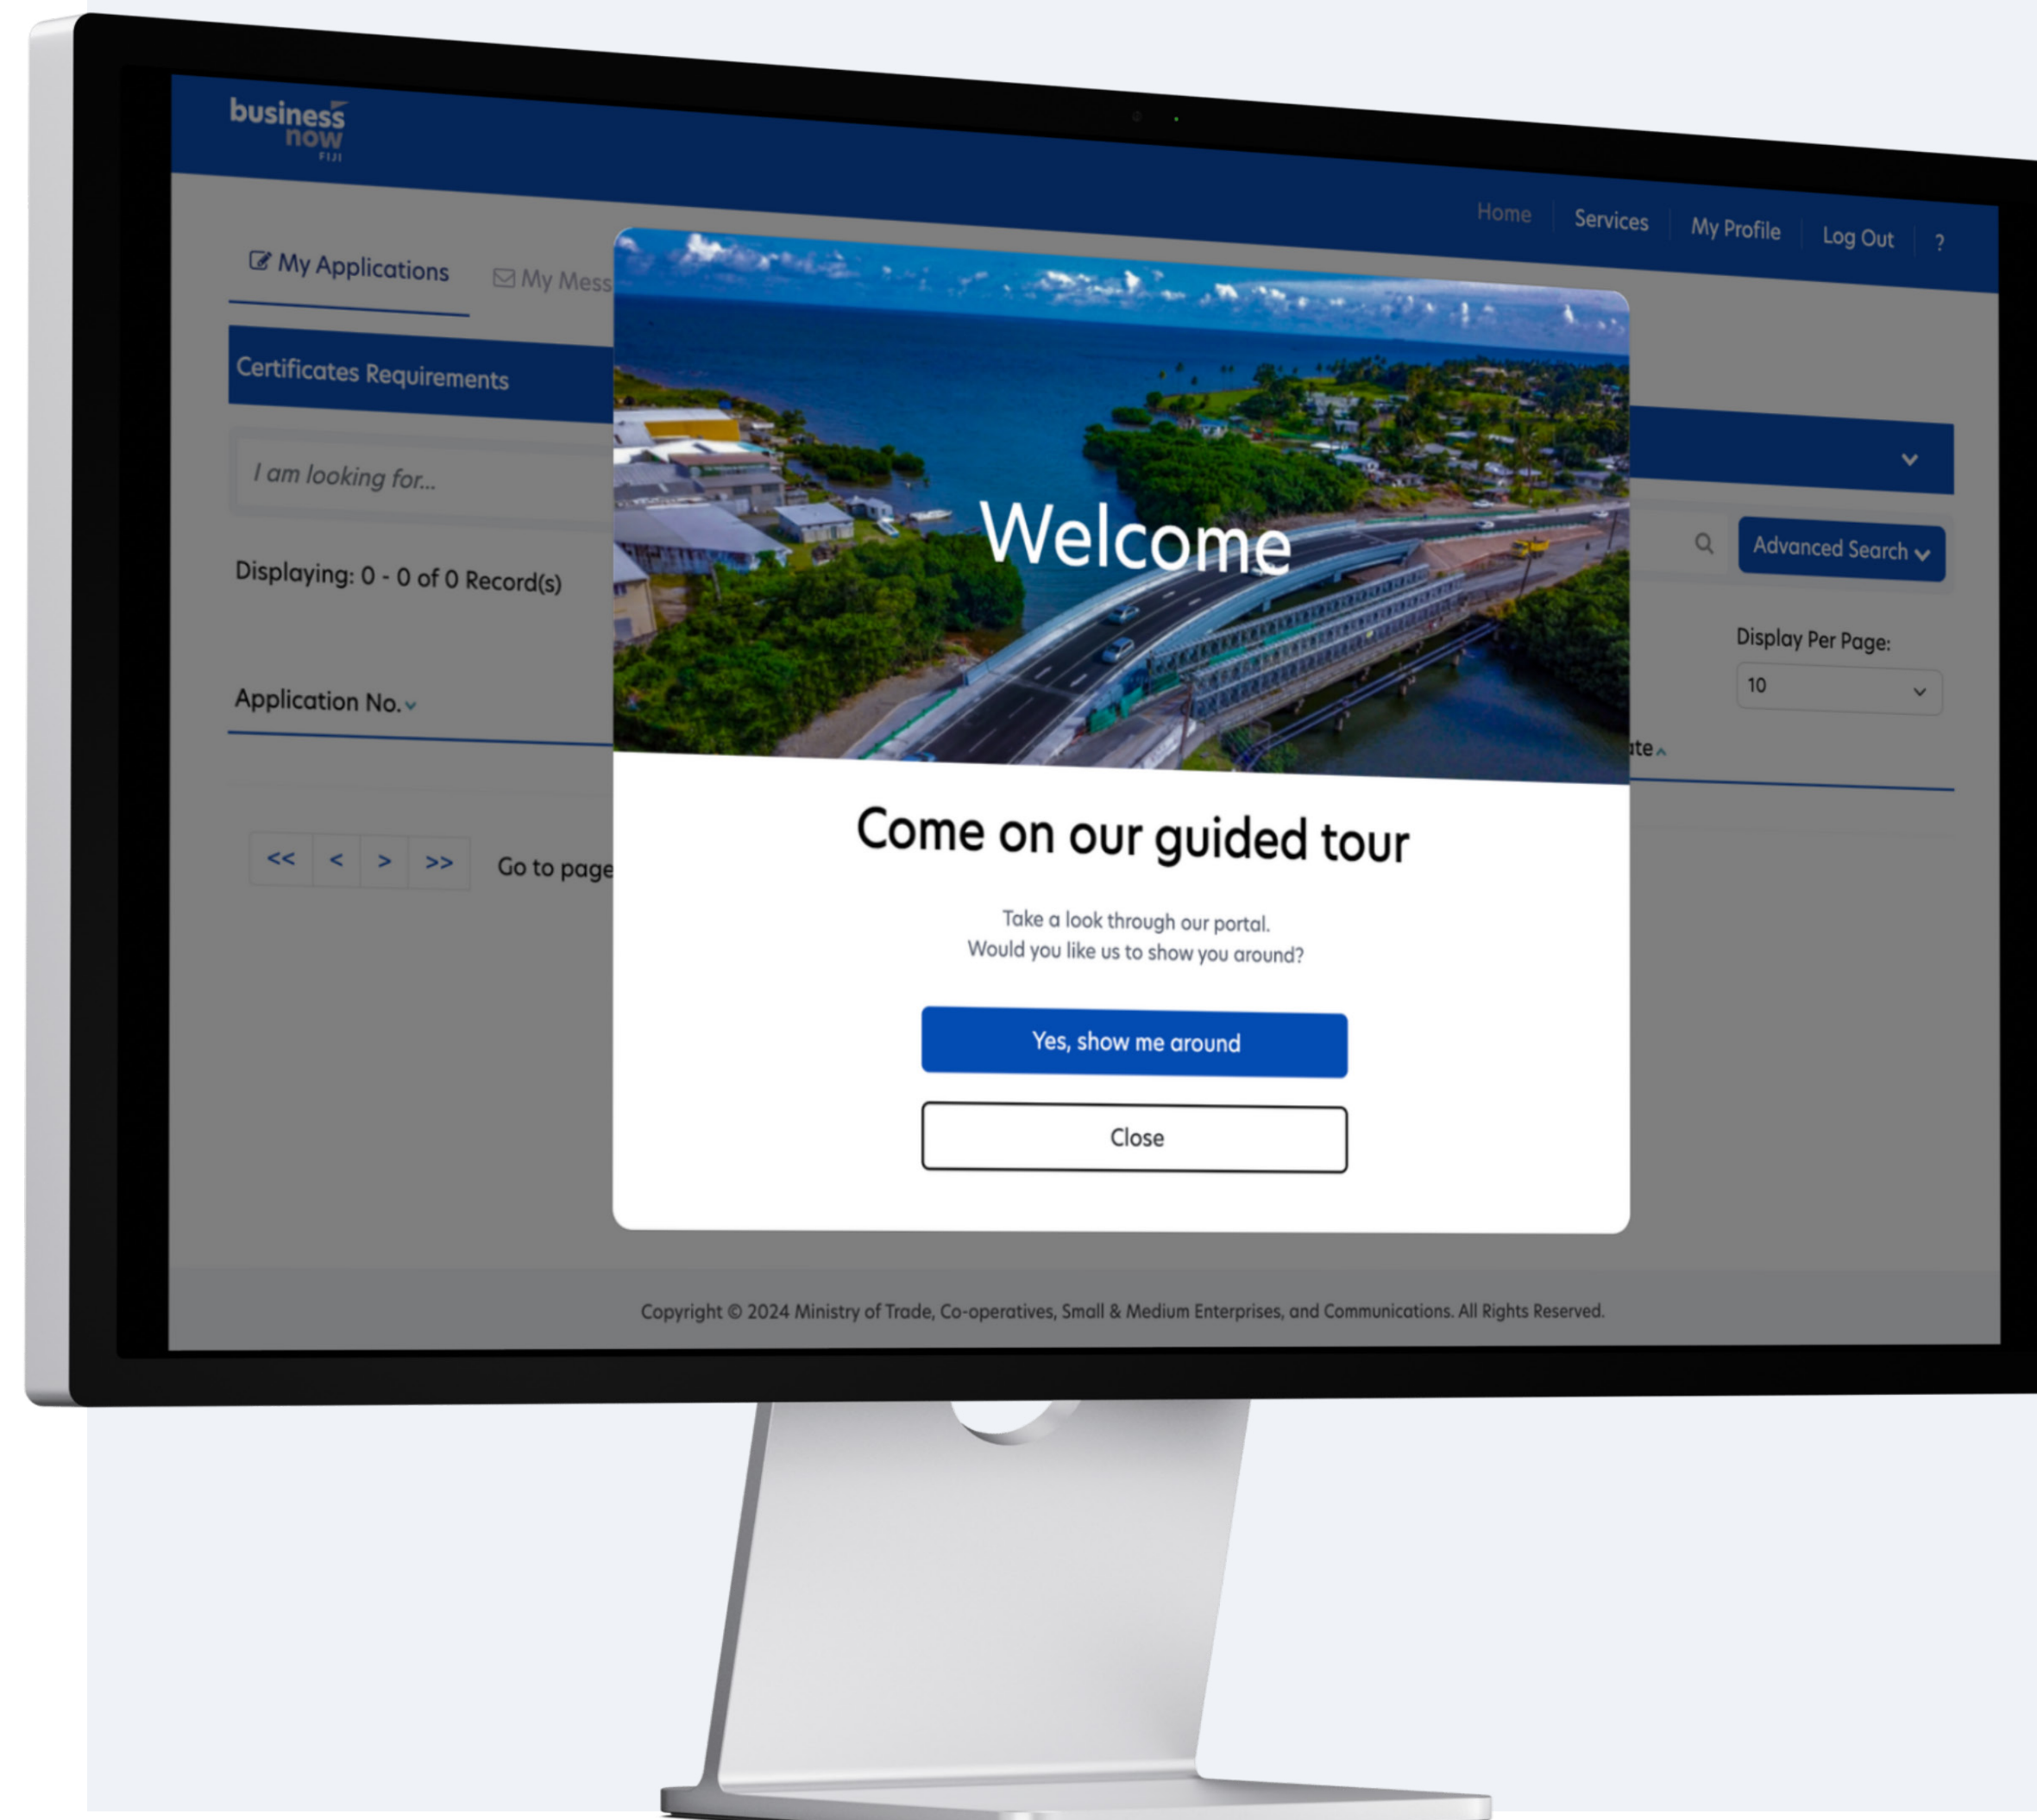 business
now
FIJI
Home
Services
My Profile
Log Out
?
My Applications
My Mess
Certificates Requirements
I am looking for...
Advanced Search
Displaying: 0 - 0 of 0 Record(s)
Display Per Page:
10
Application No.
ate
<< < > >> Go to page
Welcome
Come on our guided tour
Take a look through our portal.
Would you like us to show you around?
Yes, show me around
Close
Copyright © 2024 Ministry of Trade, Co-operatives, Small & Medium Enterprises, and Communications. All Rights Reserved.